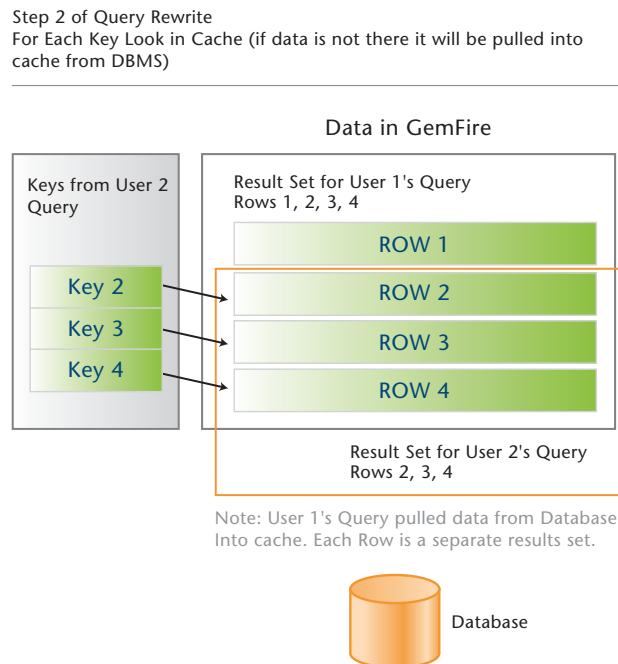 Step 2 of Query Rewrite
For Each Key Look in Cache (if data is not there it will be pulled into
cache from DBMS)
Data in GemFire
Keys from User 2
Query
Key 2
Key 3
Key 4
Result Set for User 1's Query
Rows 1, 2, 3, 4
ROW 1
ROW 2
ROW 3
ROW 4
Result Set for User 2's Query
Rows 2, 3, 4
Note: User 1's Query pulled data from Database
Into cache. Each Row is a separate results set.
Database